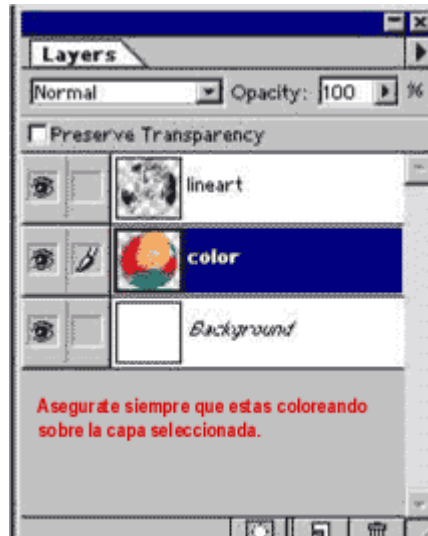 Layers
Normal Opacity: 100 %
Preserve Transparency
lineart
color
Background
Asegurate siempre que estas coloreando
sobre la capa seleccionada.